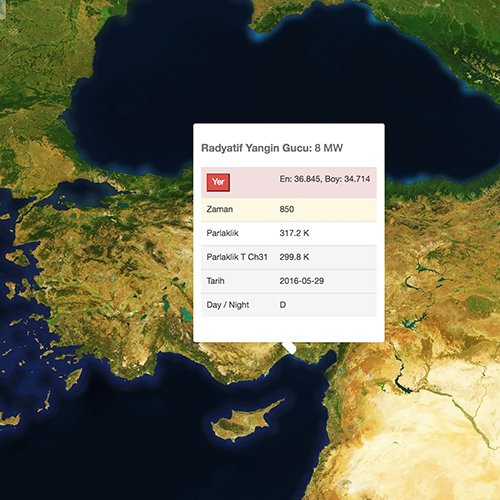 Radyatif Yangin Gucu: 8 MW
Yer En: 36.845, Boy: 34.714
Zaman 850
Parlaklik 317.2 K
Parlaklik T Ch31 299.8 K
Tarih 2016-05-29
Day / Night D